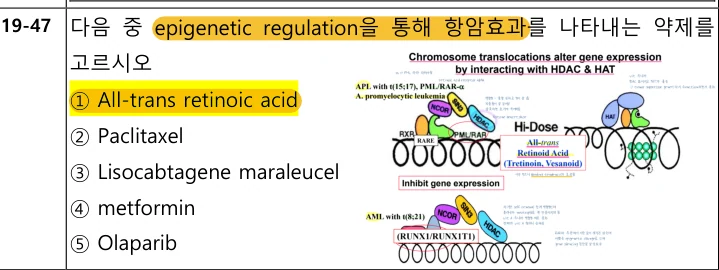 19-47
다음 중 epigenetic regulation을 통해 항암효과를 나타내는 약제를
고르시오
① All-trans retinoic acid
② Paclitaxel
③ Lisocabtagene maraleucel
④ metformin
⑤ Olaparib
Chromosome translocations alter gene expression
by interacting with HDAC & HAT
APL with t(15;17), PML/RAR-α
A. promyelocytic leukemia
NCOR
SIN3
HDAC
RXR
PML/RAR
RARE
Hi-Dose
All-trans
Retinoid Acid
(Tretinoin, Vesanoid)
HAT
Inhibit gene expression
AML with t(8;21)
NCOR
SIN3
HDAC
(RUNX1/RUNX1T1)